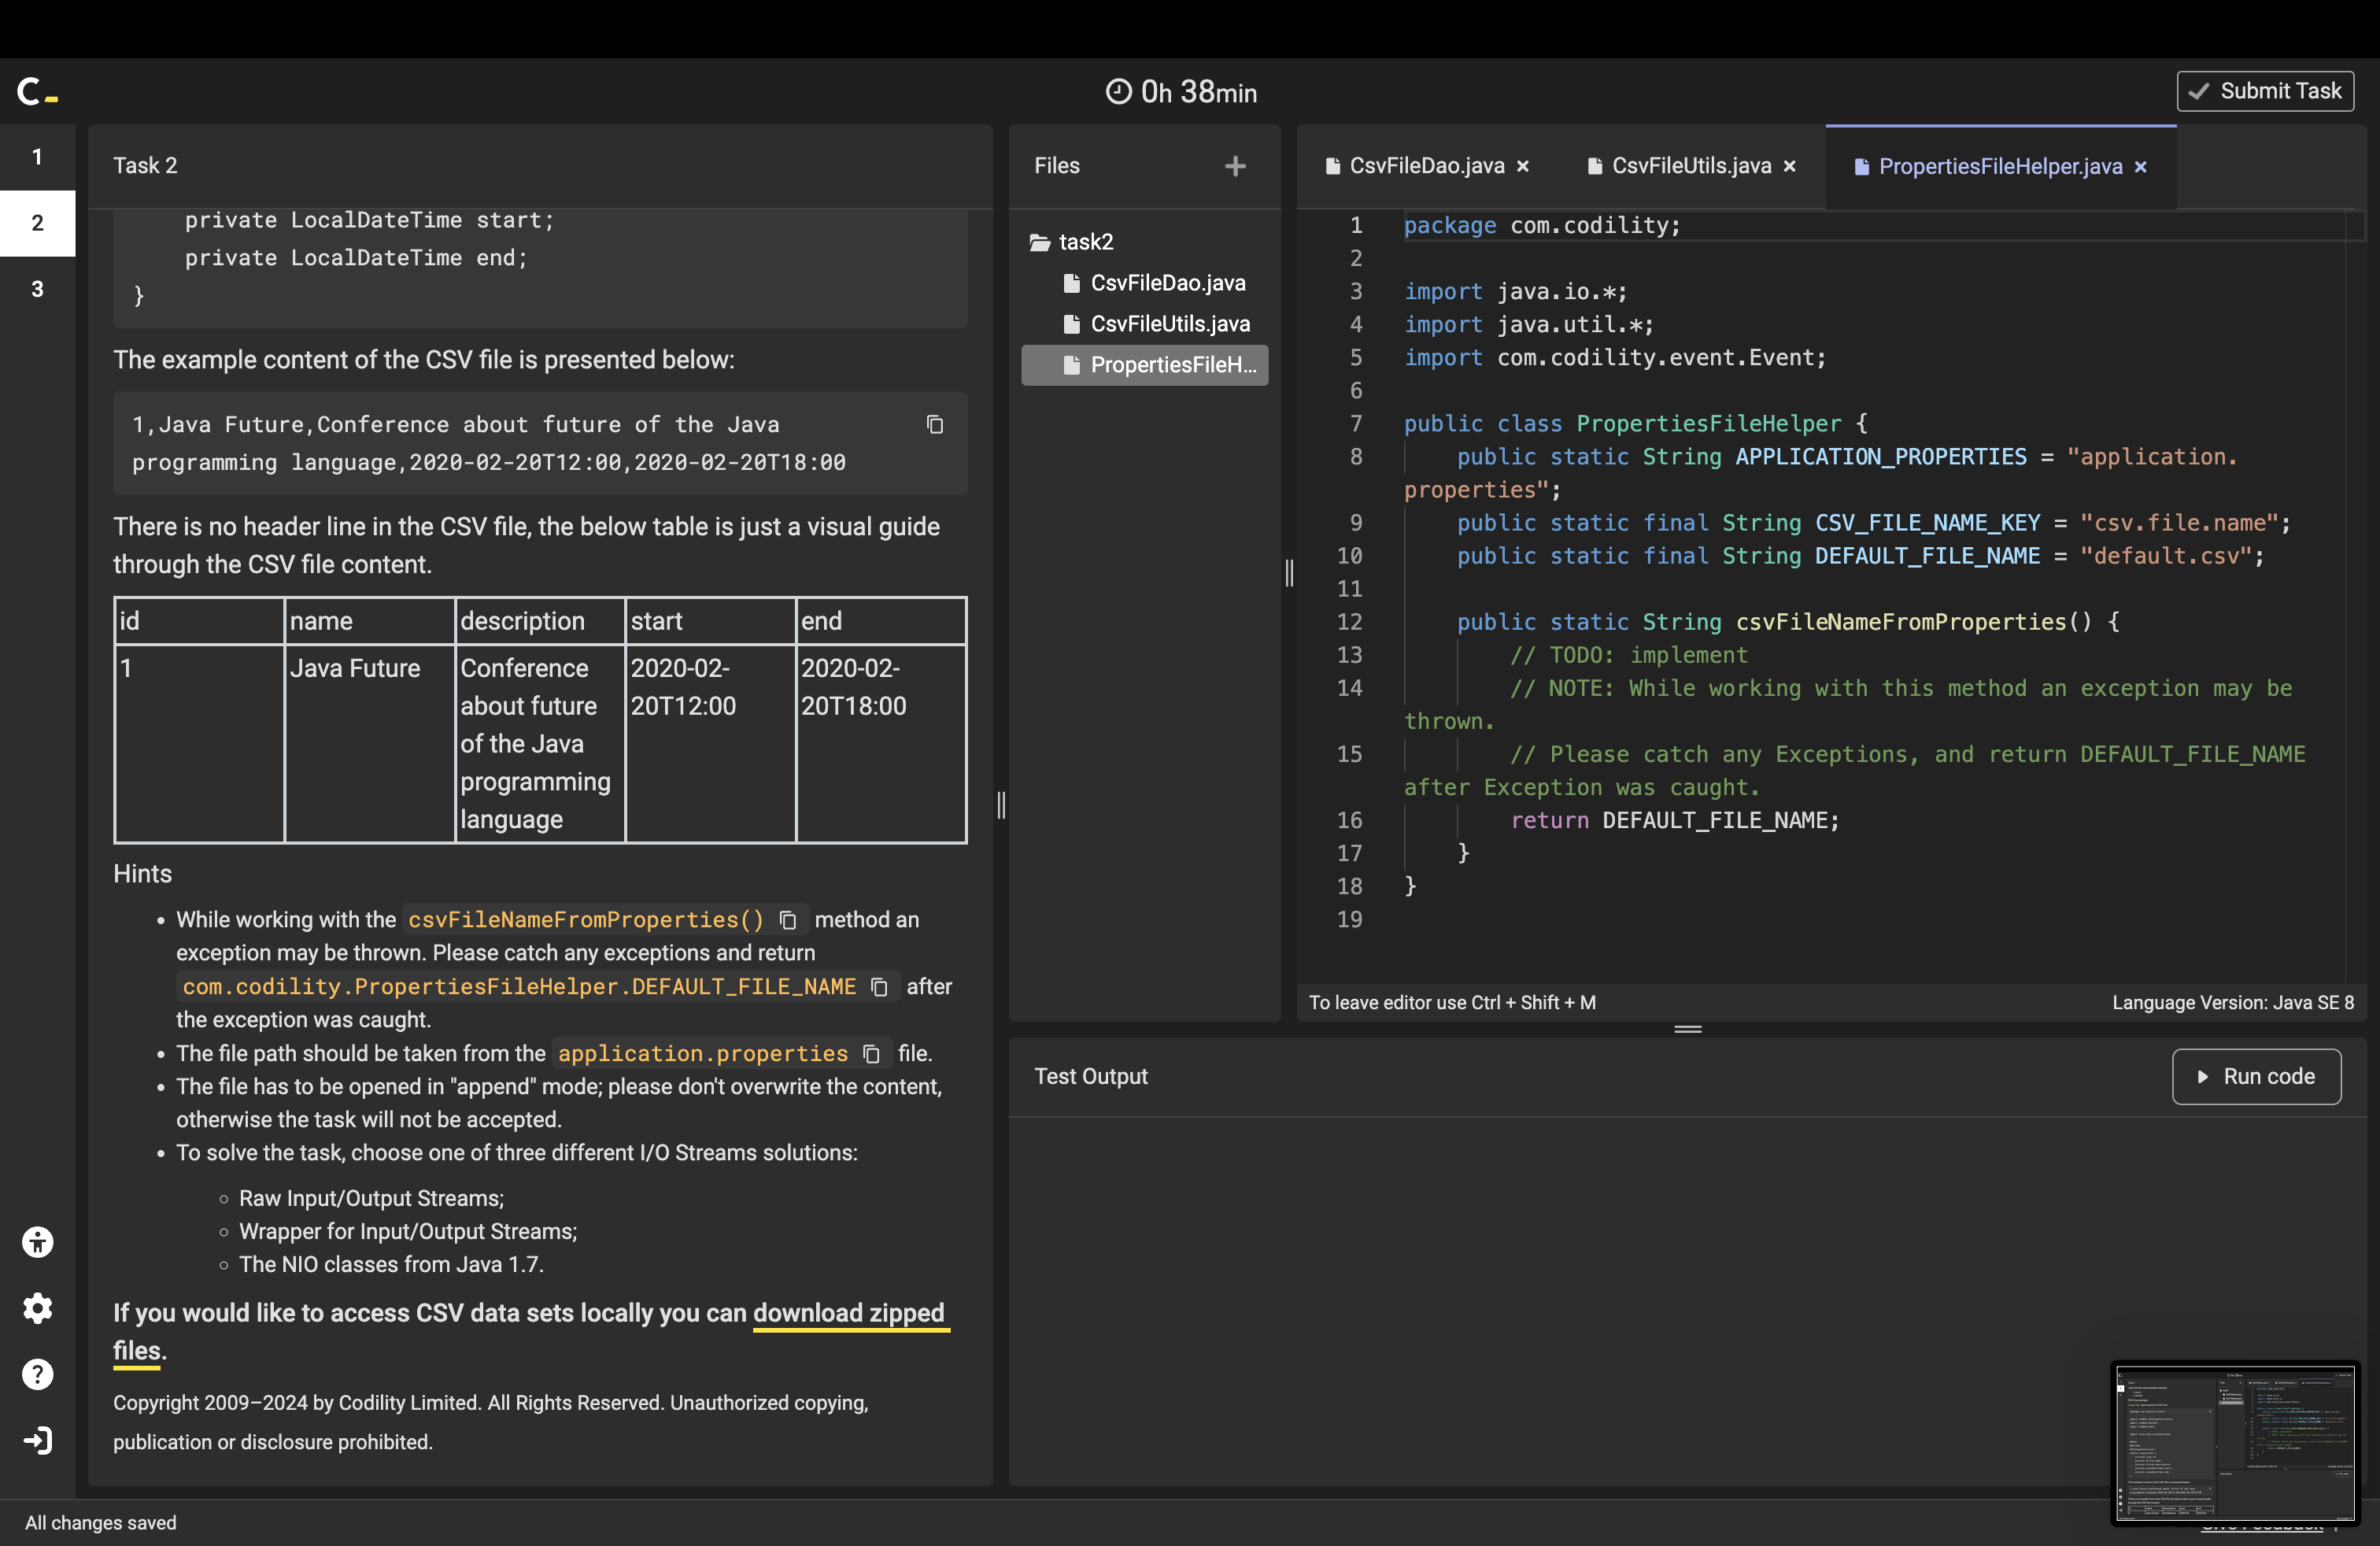 C_
0h 38min
Submit Task
1
2
3
Task 2
private LocalDateTime start;
private LocalDateTime end;
}
The example content of the CSV file is presented below:
1,Java Future,Conference about future of the Java
programming language,2020-02-20T12:00,2020-02-20T18:00
There is no header line in the CSV file, the below table is just a visual guide
through the CSV file content.
id name description start end
1 Java Future Conference 2020-02- 2020-02-
about future 20T12:00 20T18:00
of the Java
programming
language
Hints
• While working with the csvFileNameFromProperties() method an
exception may be thrown. Please catch any exceptions and return
com.codility.PropertiesFileHelper.DEFAULT_FILE_NAME after
the exception was caught.
• The file path should be taken from the application.properties file.
• The file has to be opened in "append" mode; please don't overwrite the content,
otherwise the task will not be accepted.
• To solve the task, choose one of three different I/O Streams solutions:
◦ Raw Input/Output Streams;
◦ Wrapper for Input/Output Streams;
◦ The NIO classes from Java 1.7.
If you would like to access CSV data sets locally you can download zipped
files.
Copyright 2009–2024 by Codility Limited. All Rights Reserved. Unauthorized copying,
publication or disclosure prohibited.
All changes saved
Files +
task2
CsvFileDao.java
CsvFileUtils.java
PropertiesFileH...
CsvFileDao.java × CsvFileUtils.java × PropertiesFileHelper.java ×
1 package com.codility;
2
3 import java.io.*;
4 import java.util.*;
5 import com.codility.event.Event;
6
7 public class PropertiesFileHelper {
8 public static String APPLICATION_PROPERTIES = "application.
properties";
9 public static final String CSV_FILE_NAME_KEY = "csv.file.name";
10 public static final String DEFAULT_FILE_NAME = "default.csv";
11
12 public static String csvFileNameFromProperties() {
13 // TODO: implement
14 // NOTE: While working with this method an exception may be
thrown.
15 // Please catch any Exceptions, and return DEFAULT_FILE_NAME
after Exception was caught.
16 return DEFAULT_FILE_NAME;
17 }
18 }
19
To leave editor use Ctrl + Shift + M
Language Version: Java SE 8
Test Output
Run code